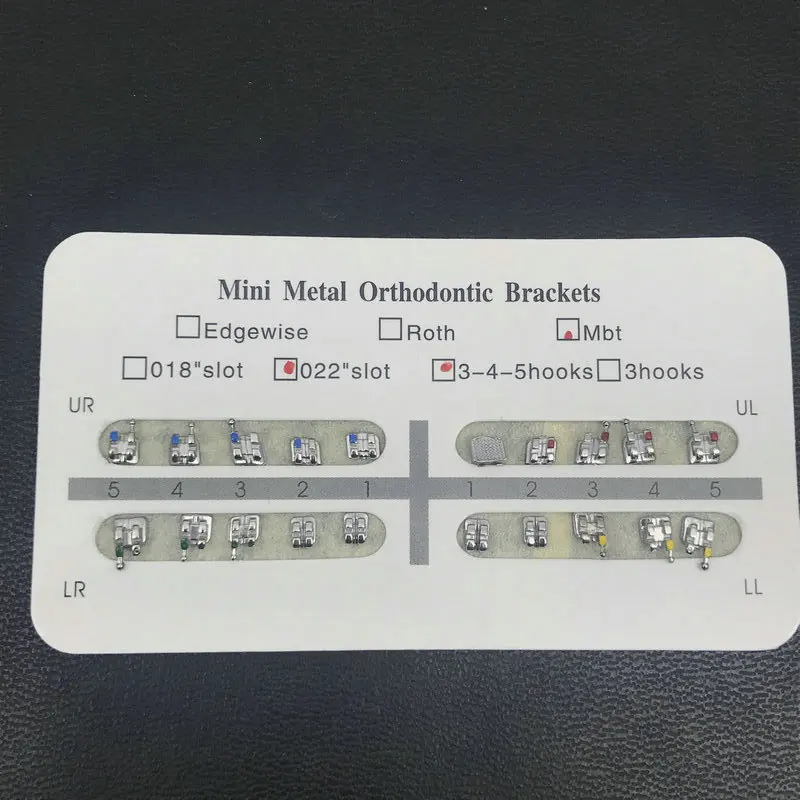 Mini Metal Orthodontic Brackets
Edgewise Roth Mbt
018"slot 022"slot 3-4-5hooks 3hooks
UR UL
5 4 3 2 1 1 2 3 4 5
LR LL